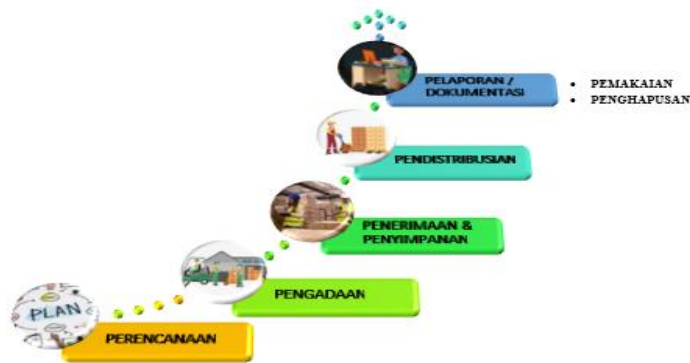 PELAPORAN /
DOKUMENTASI
• PEMAKAIAN
• PENGHAPUSAN
PENDISTRIBUSIAN
PENERIMAAN &
PENYIMPANAN
PENGADAAN
PLAN
PERENCANAAN